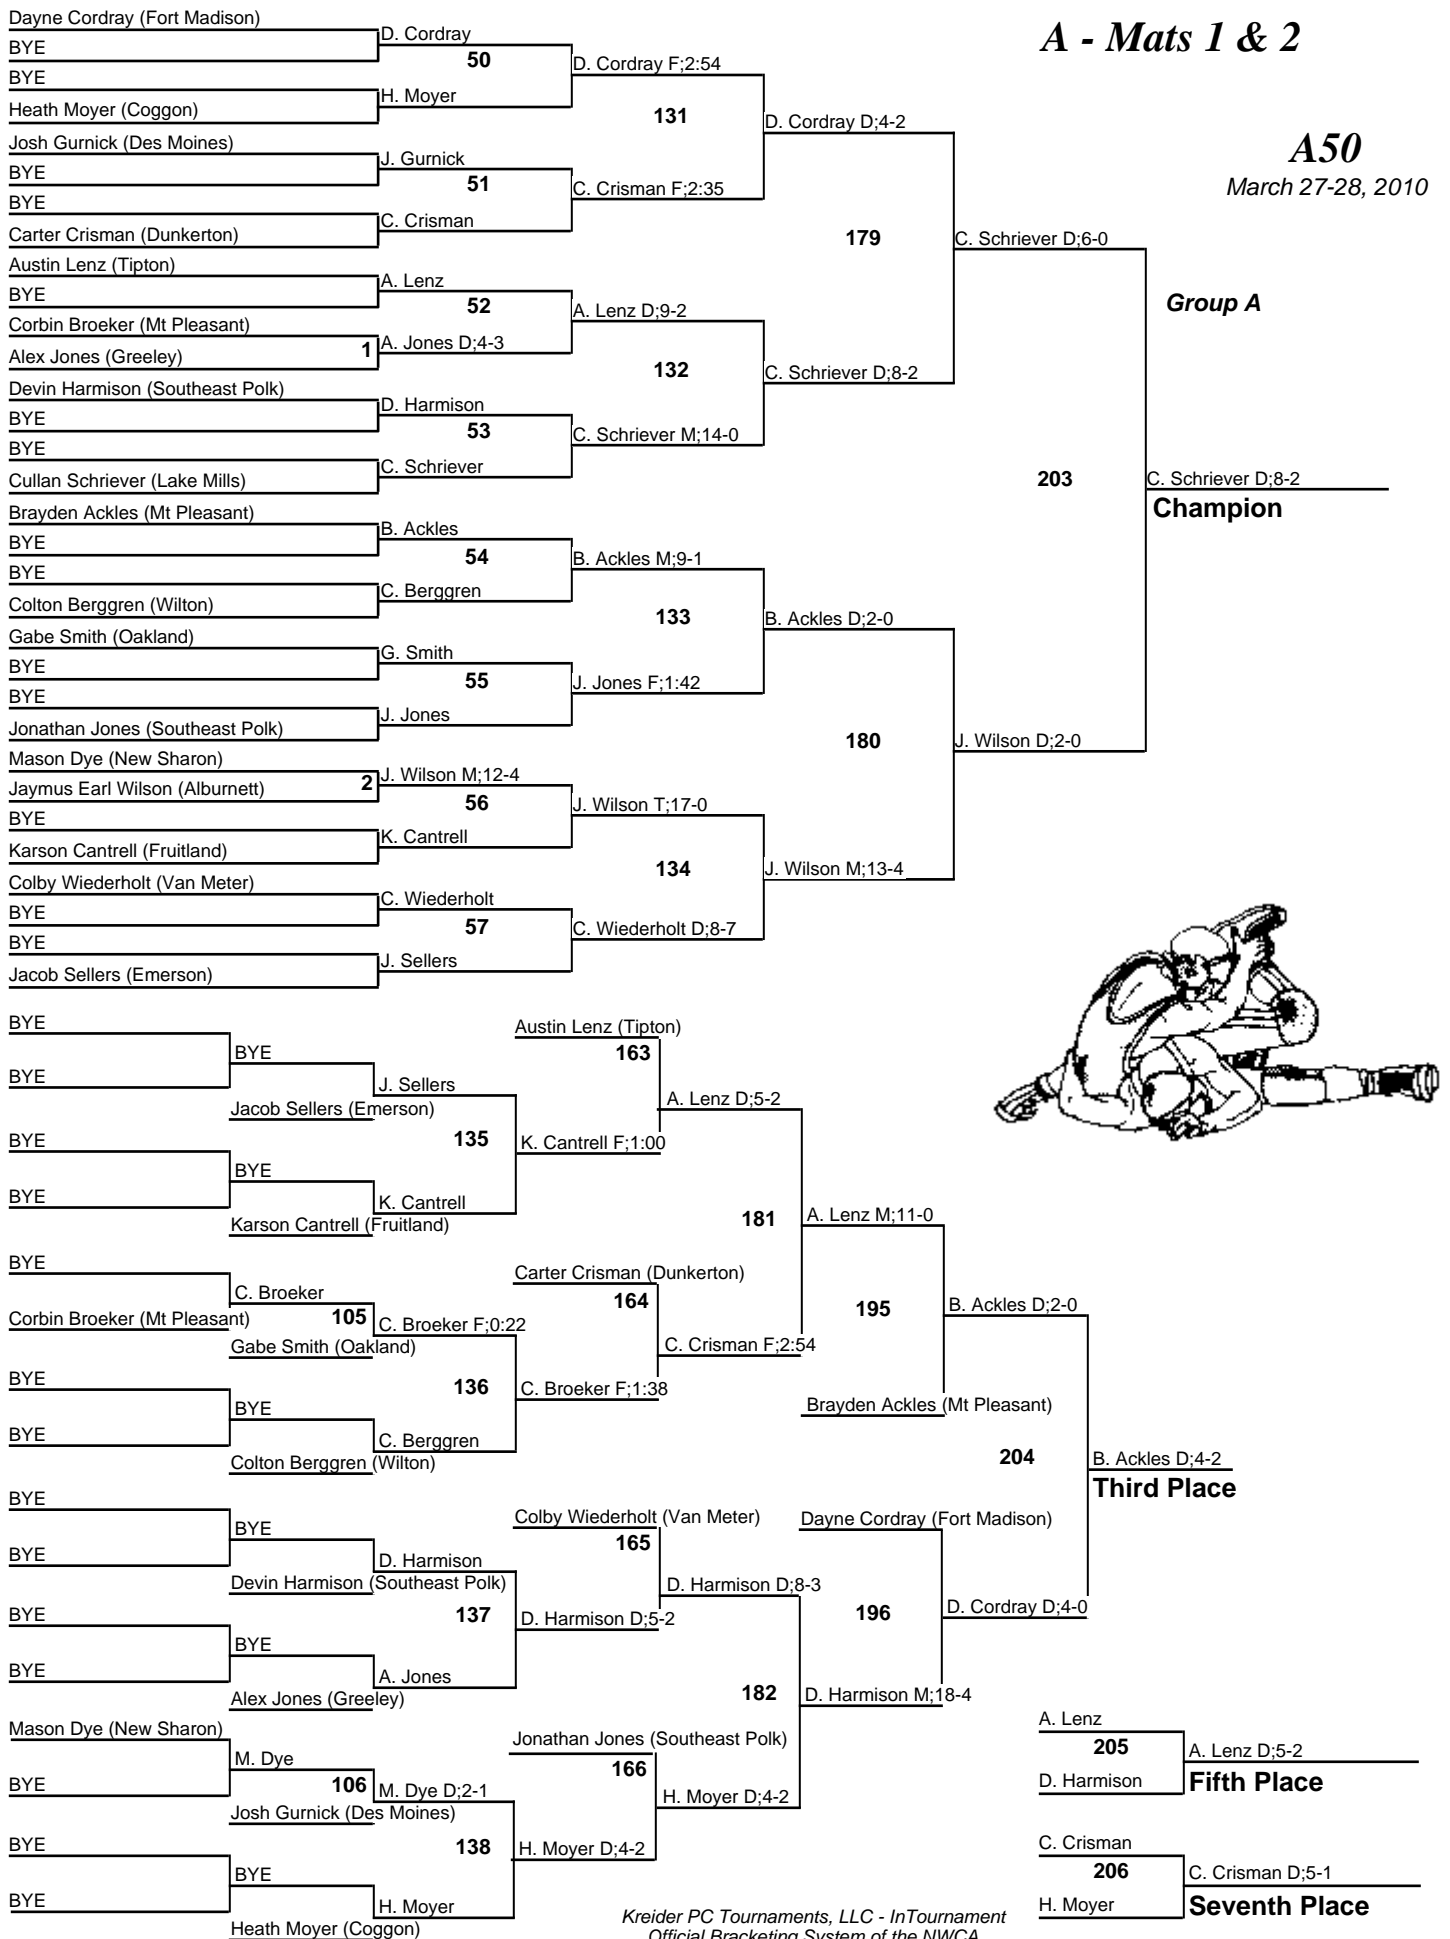 A - Mats 1 & 2
A50
March 27-28, 2010
Group A
Dayne Cordray (Fort Madison)
BYE
BYE
Heath Moyer (Coggon)
Josh Gurnick (Des Moines)
BYE
BYE
Carter Crisman (Dunkerton)
Austin Lenz (Tipton)
BYE
Corbin Broeker (Mt Pleasant)
Alex Jones (Greeley)
1
Devin Harmison (Southeast Polk)
BYE
BYE
Cullan Schriever (Lake Mills)
Brayden Ackles (Mt Pleasant)
BYE
BYE
Colton Berggren (Wilton)
Gabe Smith (Oakland)
BYE
BYE
Jonathan Jones (Southeast Polk)
Mason Dye (New Sharon)
Jaymus Earl Wilson (Alburnett)
2
BYE
Karson Cantrell (Fruitland)
Colby Wiederholt (Van Meter)
BYE
BYE
Jacob Sellers (Emerson)
D. Cordray
50
H. Moyer
J. Gurnick
51
C. Crisman
A. Lenz
52
A. Jones D;4-3
D. Harmison
53
C. Schriever
B. Ackles
54
C. Berggren
G. Smith
55
J. Jones
J. Wilson M;12-4
56
K. Cantrell
C. Wiederholt
57
J. Sellers
D. Cordray F;2:54
131
C. Crisman F;2:35
A. Lenz D;9-2
132
C. Schriever M;14-0
B. Ackles M;9-1
133
J. Jones F;1:42
J. Wilson T;17-0
134
C. Wiederholt D;8-7
D. Cordray D;4-2
179
C. Schriever D;8-2
B. Ackles D;2-0
180
J. Wilson M;13-4
C. Schriever D;6-0
203
J. Wilson D;2-0
C. Schriever D;8-2
Champion
BYE
BYE
BYE
BYE
BYE
Corbin Broeker (Mt Pleasant)
BYE
BYE
BYE
BYE
BYE
BYE
Mason Dye (New Sharon)
BYE
BYE
BYE
BYE
Jacob Sellers (Emerson)
BYE
Karson Cantrell (Fruitland)
C. Broeker
105
Gabe Smith (Oakland)
BYE
Colton Berggren (Wilton)
BYE
Devin Harmison (Southeast Polk)
BYE
Alex Jones (Greeley)
M. Dye
106
Josh Gurnick (Des Moines)
BYE
Heath Moyer (Coggon)
J. Sellers
135
K. Cantrell
C. Broeker F;0:22
136
C. Berggren
D. Harmison
137
A. Jones
M. Dye D;2-1
138
H. Moyer
Austin Lenz (Tipton)
163
K. Cantrell F;1:00
Carter Crisman (Dunkerton)
164
C. Broeker F;1:38
Colby Wiederholt (Van Meter)
165
D. Harmison D;5-2
Jonathan Jones (Southeast Polk)
166
H. Moyer D;4-2
A. Lenz D;5-2
181
C. Crisman F;2:54
D. Harmison D;8-3
182
H. Moyer D;4-2
A. Lenz M;11-0
195
Brayden Ackles (Mt Pleasant)
Dayne Cordray (Fort Madison)
196
D. Harmison M;18-4
B. Ackles D;2-0
204
D. Cordray D;4-0
B. Ackles D;4-2
Third Place
A. Lenz
205
D. Harmison
A. Lenz D;5-2
Fifth Place
C. Crisman
206
H. Moyer
C. Crisman D;5-1
Seventh Place
Kreider PC Tournaments, LLC - InTournament
Official Bracketing System of the NWCA